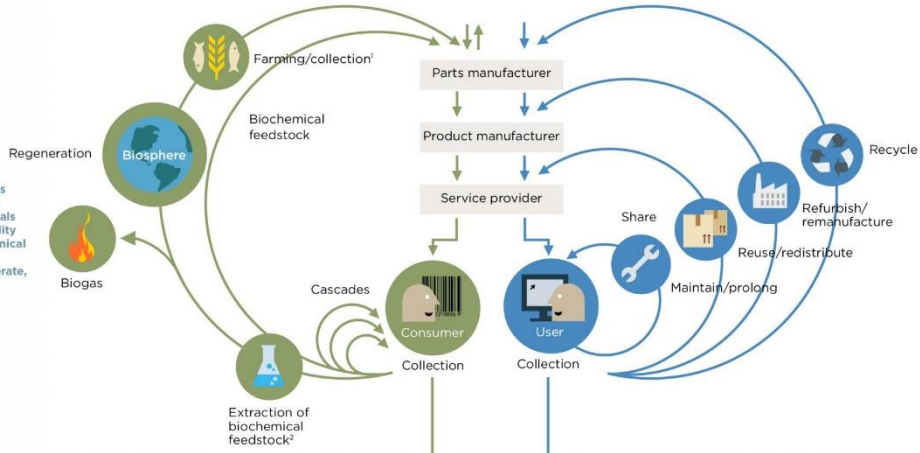 Farming/collection¹
Parts manufacturer
Biochemical
feedstock
Product manufacturer
Regeneration
Biosphere
Recycle
Service provider
Share
Refurbish/
remanufacture
Reuse/redistribute
Maintain/prolong
Biogas
Cascades
Consumer
User
Collection
Collection
Extraction of
biochemical
feedstock²